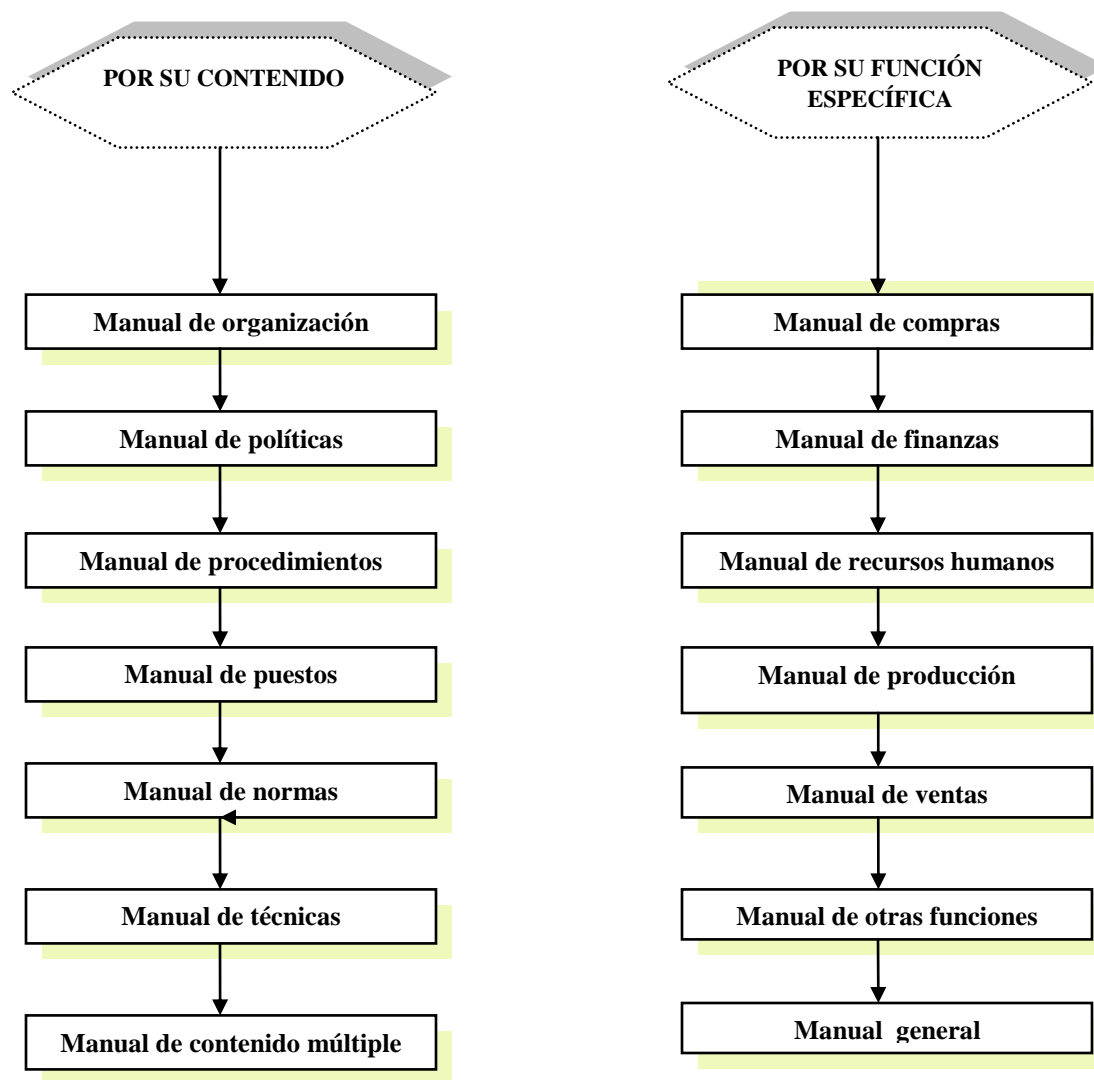 POR SU CONTENIDO
Manual de organización
Manual de políticas
Manual de procedimientos
Manual de puestos
Manual de normas
Manual de técnicas
Manual de contenido múltiple
POR SU FUNCIÓN
ESPECÍFICA
Manual de compras
Manual de finanzas
Manual de recursos humanos
Manual de producción
Manual de ventas
Manual de otras funciones
Manual general